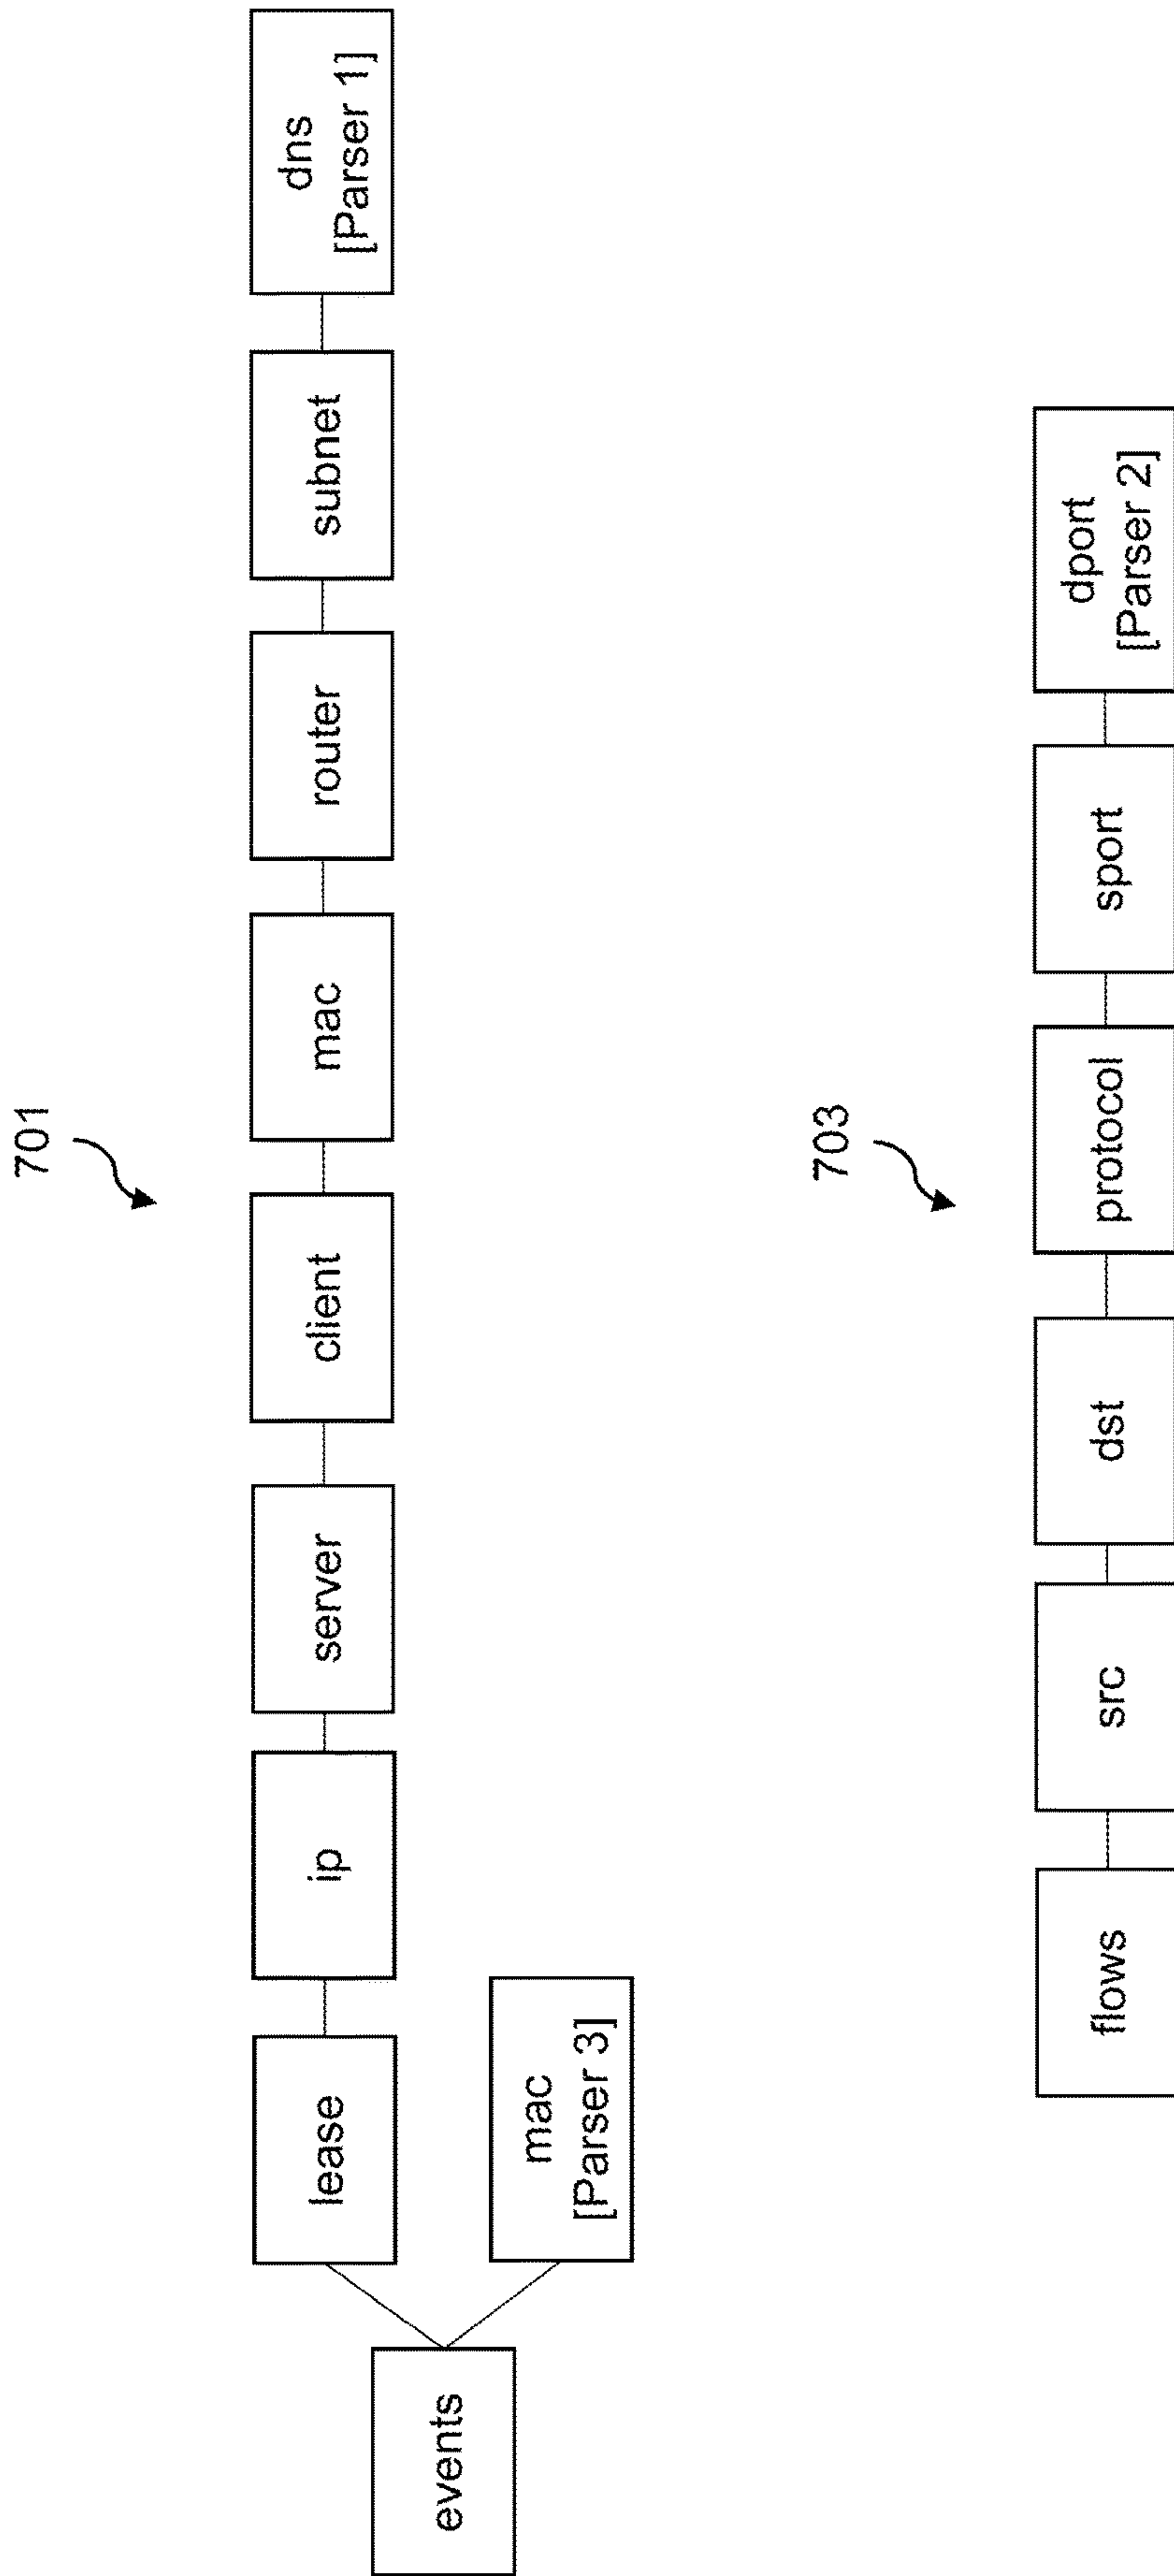 701
events
lease
ip
server
client
mac
router
subnet
dns
[Parser 1]
mac
[Parser 3]
703
flows
src
dst
protocol
sport
dport
[Parser 2]